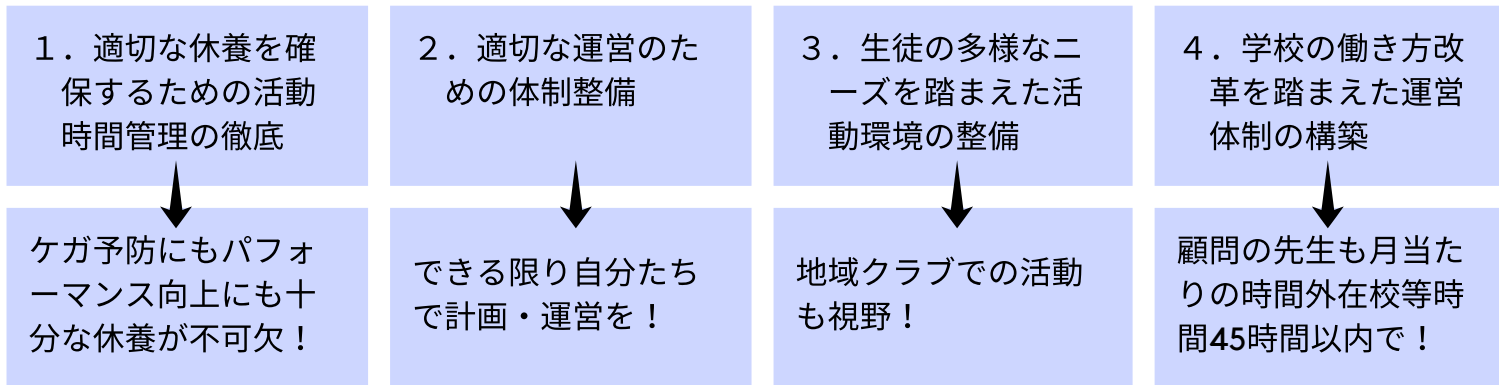 １．適切な休養を確
保するための活動
時間管理の徹底
２．適切な運営のた
めの体制整備
３．生徒の多様なニ
ーズを踏まえた活
動環境の整備
４．学校の働き方改
革を踏まえた運営
体制の構築
ケガ予防にもパフォ
ーマンス向上にも十
分な休養が不可欠！
できる限り自分たち
で計画・運営を！
地域クラブでの活動
も視野！
顧問の先生も月当た
りの時間外在校等時
間45時間以内で！